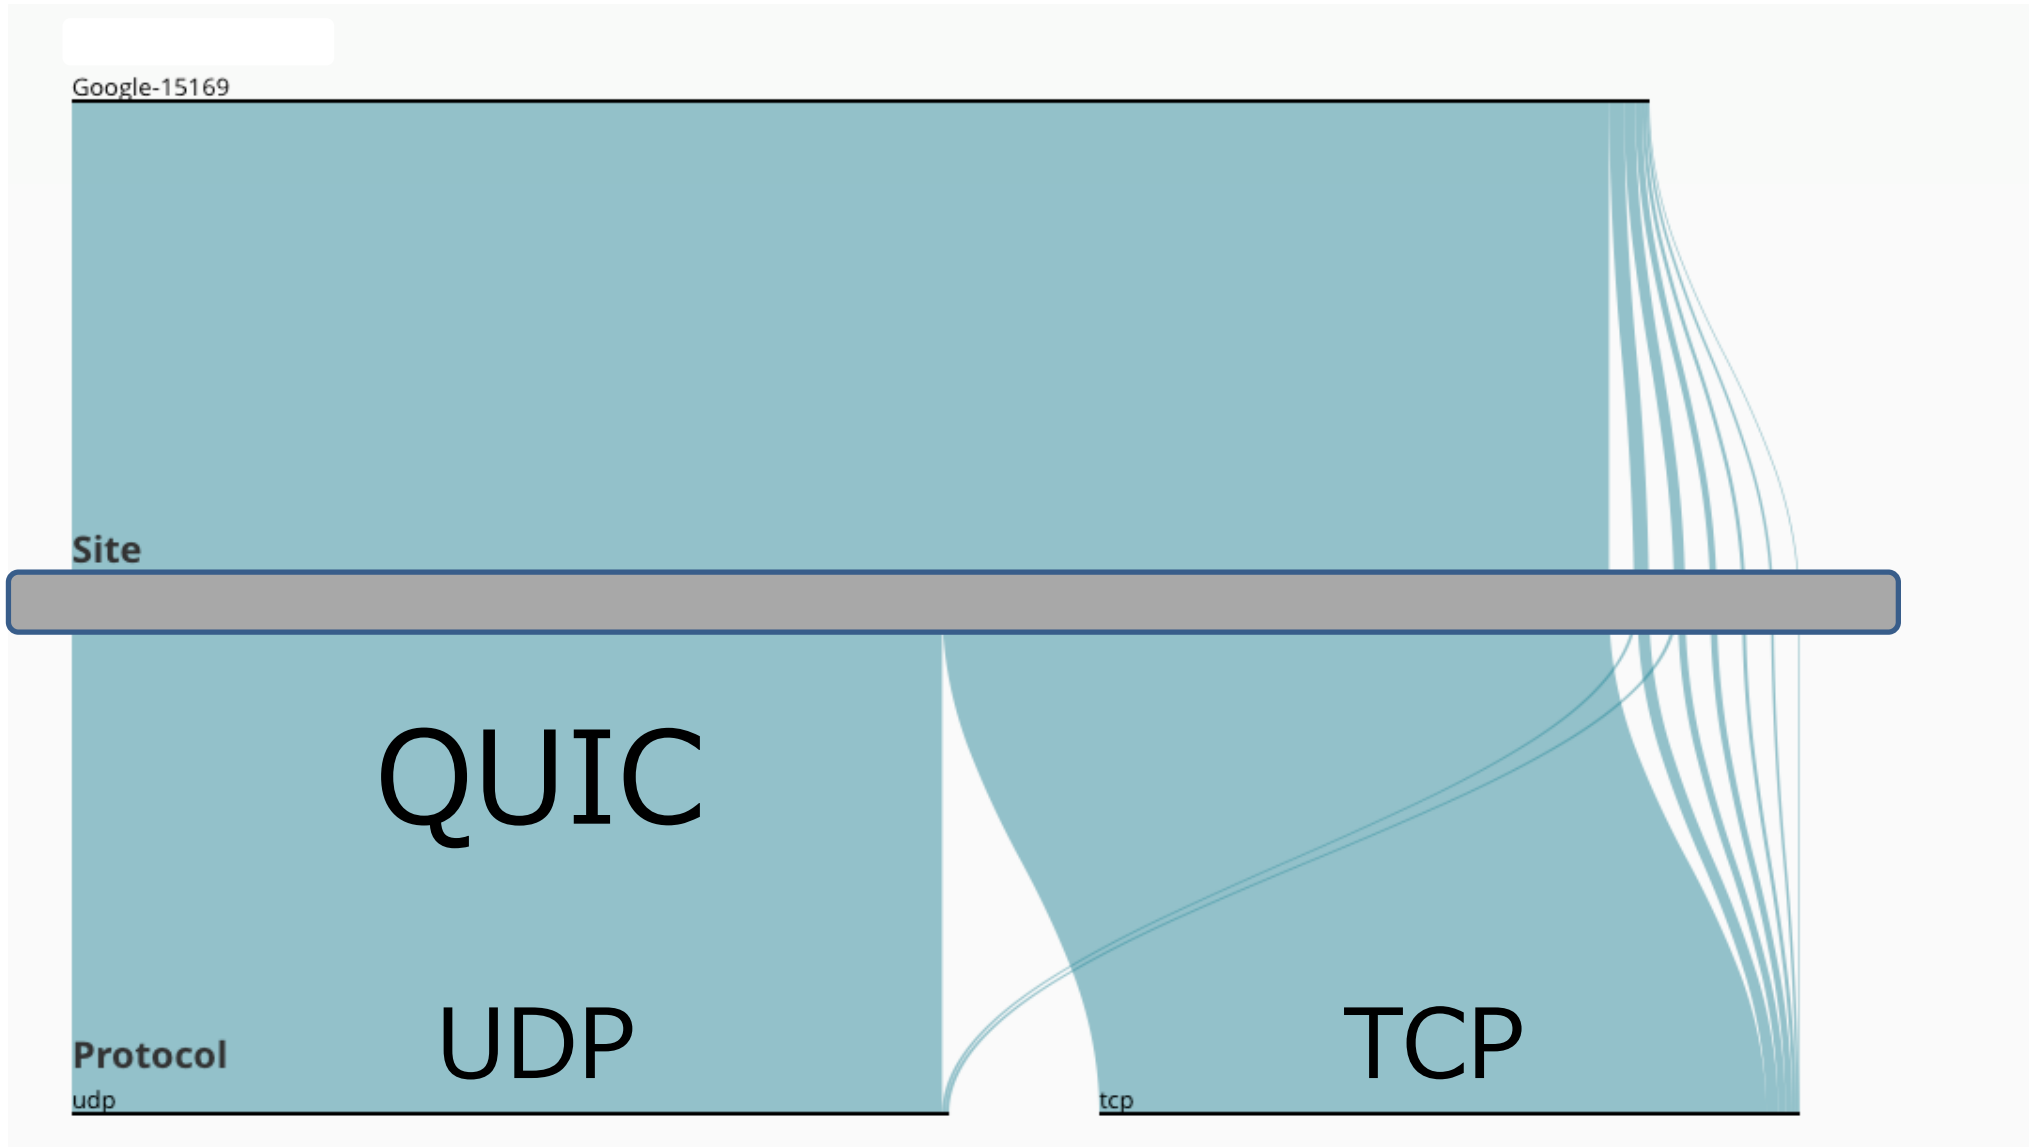 Google-15169
Site
QUIC
UDP
TCP
Protocol
udp
tcp